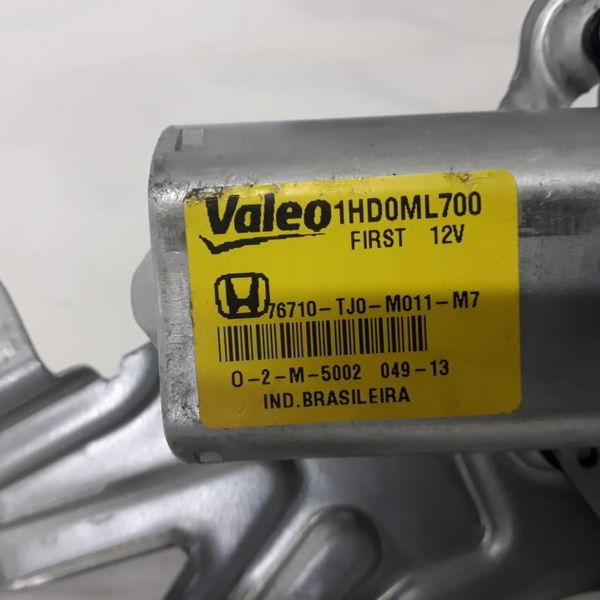 Valeo 1HD0ML700
FIRST 12V
76710-TJ0-M011-M7
0-2-M-5002 049-13
IND.BRASILEIRA